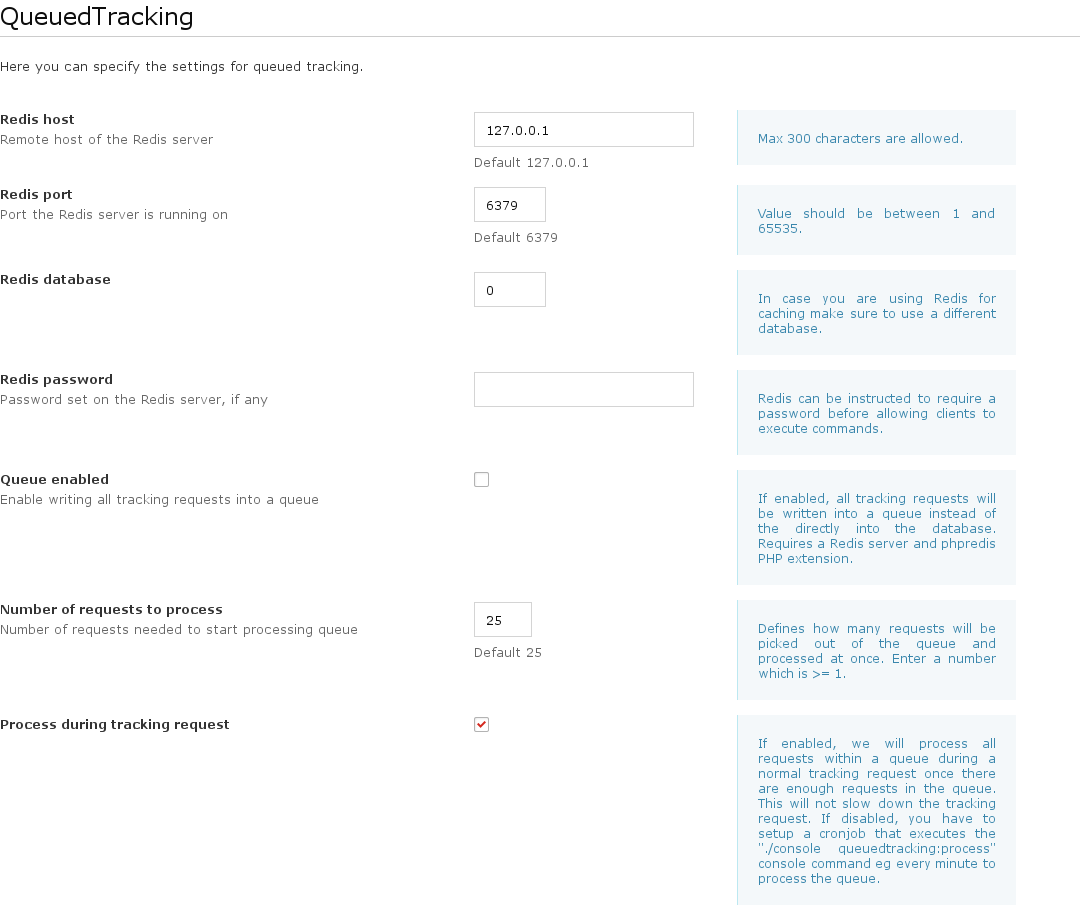 QueuedTracking
Here you can specify the settings for queued tracking.
Redis host
Remote host of the Redis server
127.0.0.1
Default 127.0.0.1
Max 300 characters are allowed.
Redis port
Port the Redis server is running on
6379
Default 6379
Value should be between 1 and
65535.
Redis database
0
In case you are using Redis for
caching make sure to use a different
database.
Redis password
Password set on the Redis server, if any
Redis can be instructed to require a
password before allowing clients to
execute commands.
Queue enabled
Enable writing all tracking requests into a queue
If enabled, all tracking requests will
be written into a queue instead of
the directly into the database.
Requires a Redis server and phpredis
PHP extension.
Number of requests to process
Number of requests needed to start processing queue
25
Default 25
Defines how many requests will be
picked out of the queue and
processed at once. Enter a number
which is >= 1.
Process during tracking request
If enabled, we will process all
requests within a queue during a
normal tracking request once there
are enough requests in the queue.
This will not slow down the tracking
request. If disabled, you have to
setup a cronjob that executes the
"./console queuedtracking:process"
console command eg every minute to
process the queue.